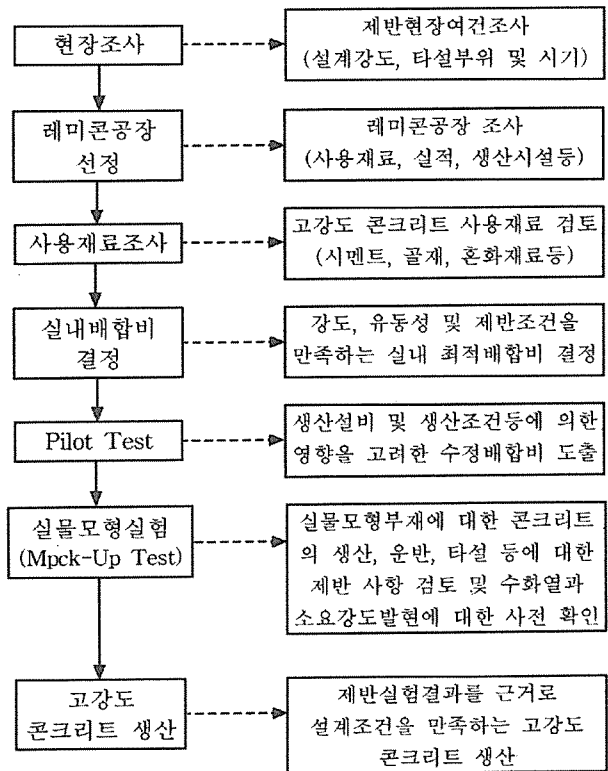 현장조사
제반현장여건조사
(설계강도, 타설부위 및 시기)
레미콘공장
선정
레미콘공장 조사
(사용재료, 실적, 생산시설등)
사용재료조사
고강도 콘크리트 사용재료 검토
(시멘트, 골재, 혼화재료등)
실내배합비
결정
강도, 유동성 및 제반조건을
만족하는 실내 최적배합비 결정
Pilot Test
생산설비 및 생산조건등에 의한
영향을 고려한 수정배합비 도출
실물모형실험
(Mpck-Up Test)
실물모형부재에 대한 콘크리트
의 생산, 운반, 타설 등에 대한
제반 사항 검토 및 수화열과
소요강도발현에 대한 사전 확인
고강도
콘크리트 생산
제반실험결과를 근거로
설계조건을 만족하는 고강도
콘크리트 생산